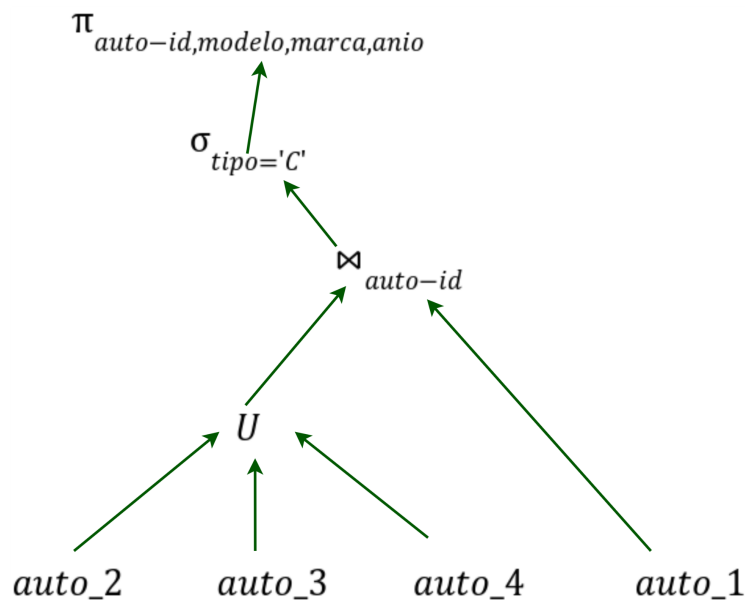 π auto−id,modelo,marca,anio
σ tipo='C'
⋈ auto−id
U
auto_2 auto_3 auto_4 auto_1